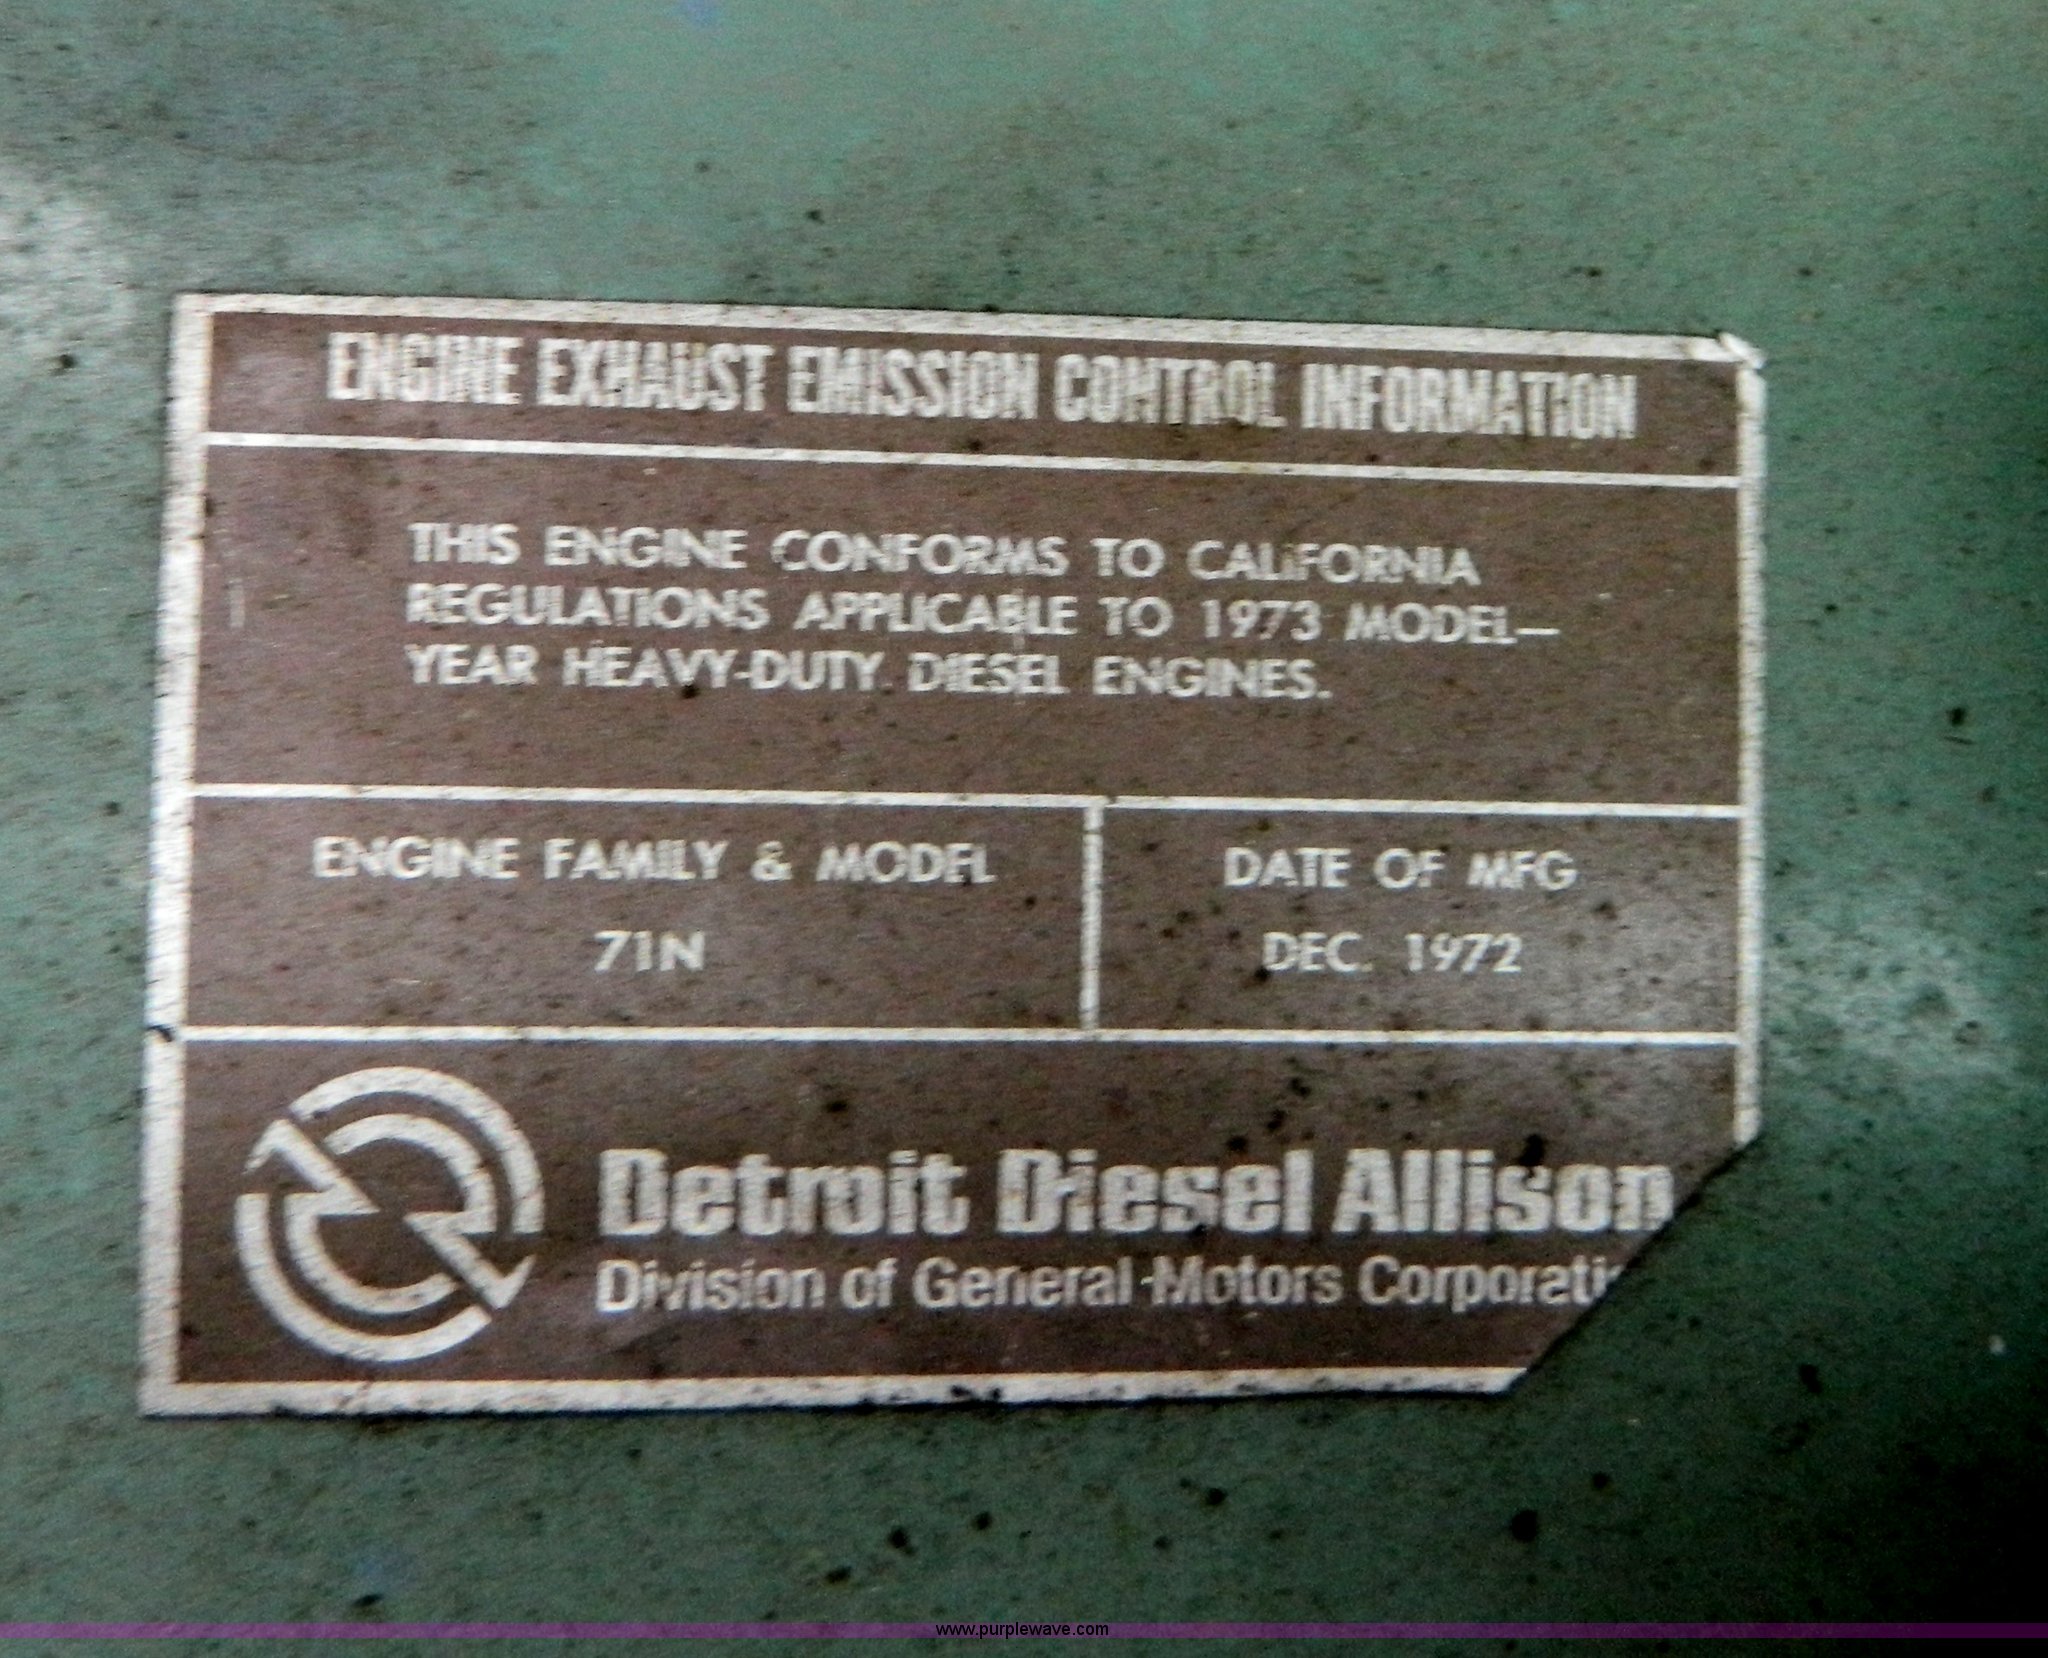 ENGINE EXHAUST EMISSION CONTROL INFORMATION
THIS ENGINE CONFORMS TO CALIFORNIA
REGULATIONS APPLICABLE TO 1973 MODEL—
YEAR HEAVY-DUTY DIESEL ENGINES.
ENGINE FAMILY & MODEL
71N
DATE OF MFG
DEC. 1972
Detroit Diesel Allison
Division of General Motors Corporati
www.purplewave.com